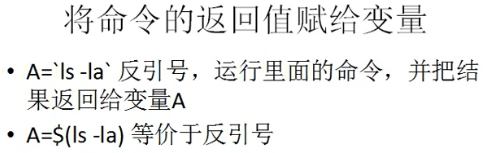 将命令的返回值赋给变量
• A=`ls -la` 反引号，运行里面的命令，并把结
果返回给变量A
• A=$(ls -la) 等价于反引号